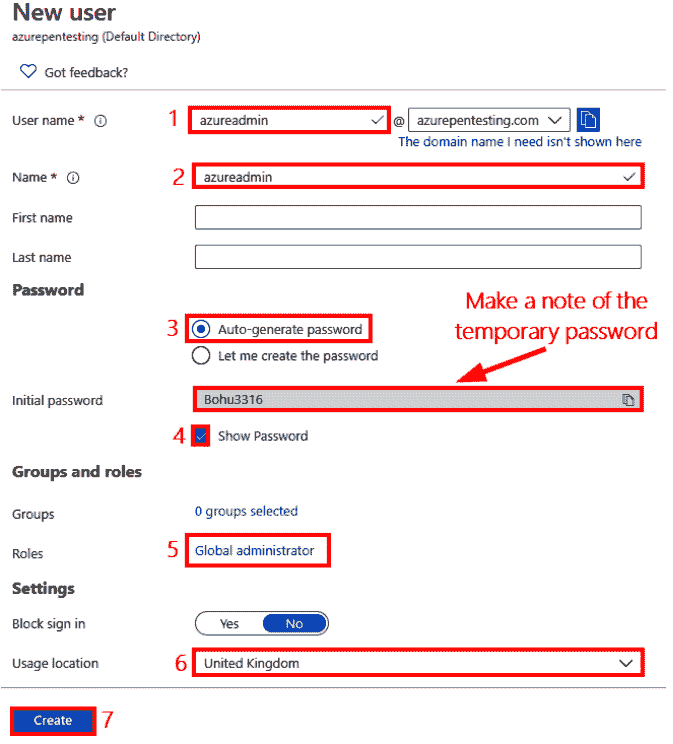 New user
azurepentesting (Default Directory)
Got feedback?
User name *
1
azureadmin
@
azurepentesting.com
The domain name I need isn't shown here
Name *
2
azureadmin
First name
Last name
Password
3
Auto-generate password
Let me create the password
Make a note of the
temporary password
Initial password
Bohu3316
4
Show Password
Groups and roles
Groups
0 groups selected
Roles
5
Global administrator
Settings
Block sign in
Yes
No
Usage location
6
United Kingdom
Create
7